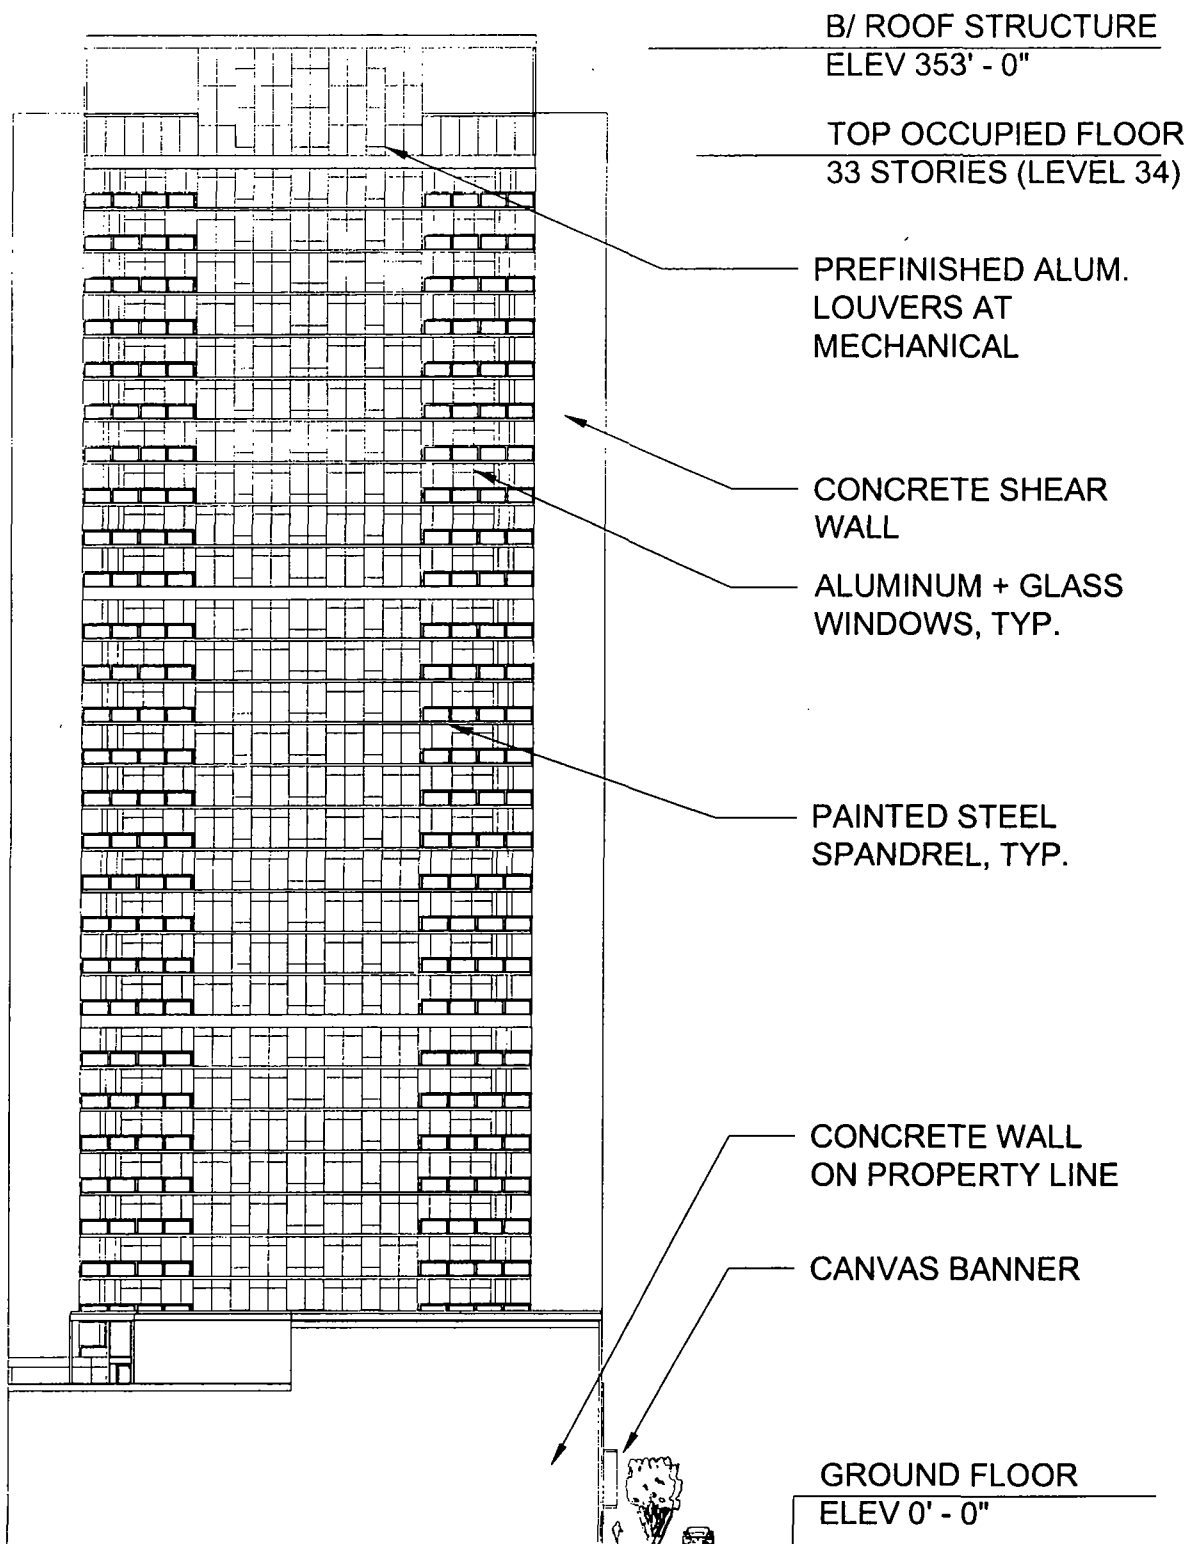 B/ ROOF STRUCTURE
ELEV 353' - 0"
TOP OCCUPIED FLOOR
33 STORIES (LEVEL 34)
PREFINISHED ALUM.
LOUVERS AT
MECHANICAL
CONCRETE SHEAR
WALL
ALUMINUM + GLASS
WINDOWS, TYP.
PAINTED STEEL
SPANDREL, TYP.
CONCRETE WALL
ON PROPERTY LINE
CANVAS BANNER
GROUND FLOOR
ELEV 0' - 0"